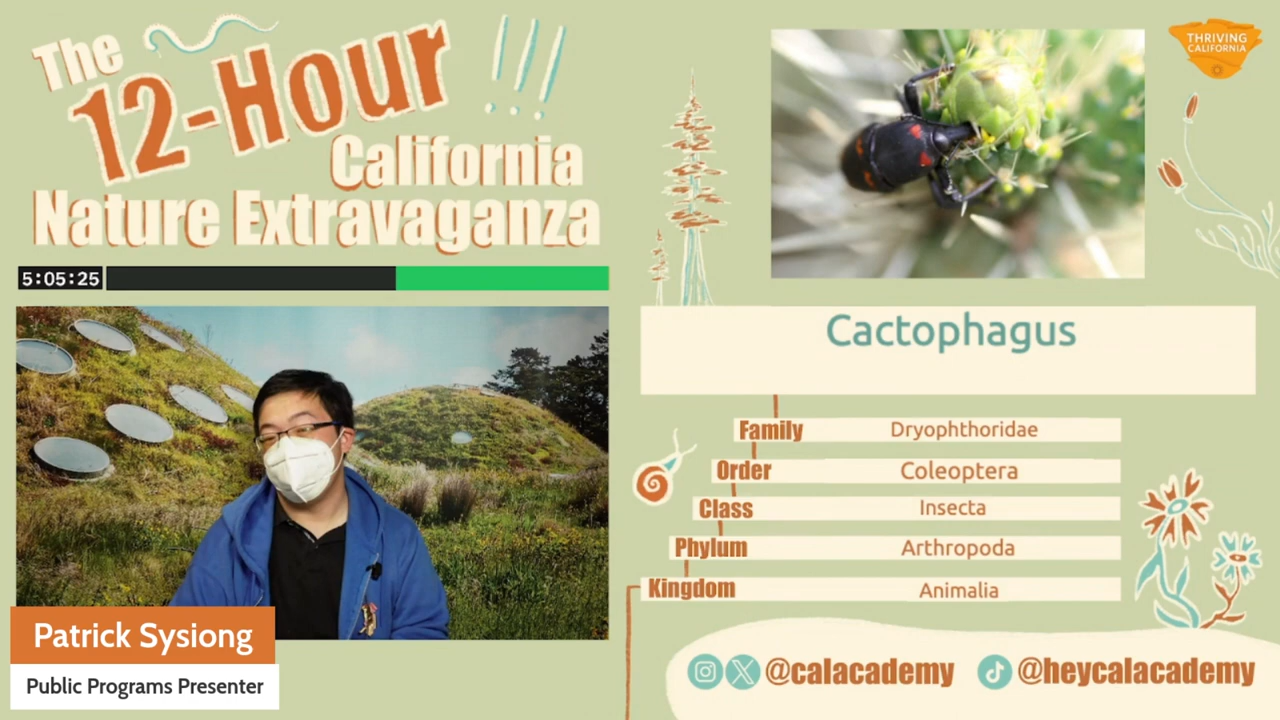 The
12-Hour
!!!
California
Nature Extravaganza
5:05:25
Patrick Sysiong
Public Programs Presenter
THRIVING
CALIFORNIA
Cactophagus
Family Dryophthoridae
Order Coleoptera
Class Insecta
Phylum Arthropoda
Kingdom Animalia
@calacademy @heycalacademy